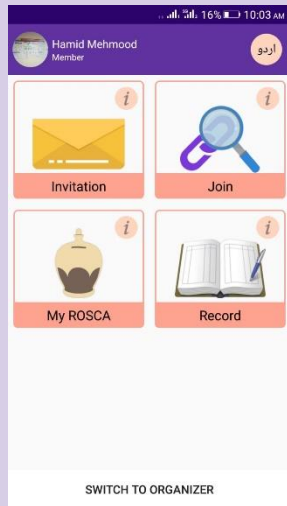 16% 10:03 AM
Hamid Mehmood
Member
اردو
i
i
Invitation
Join
i
i
My ROSCA
Record
SWITCH TO ORGANIZER